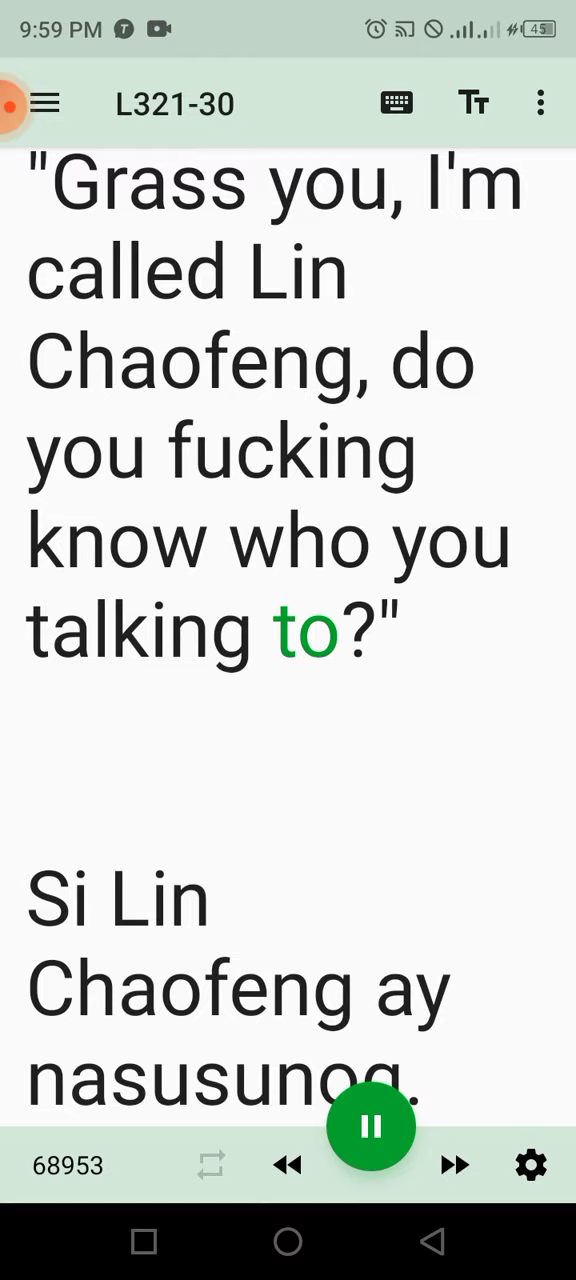 9:59 PM
45
L321-30
"Grass you, I'm
called Lin
Chaofeng, do
you fucking
know who you
talking to?"
Si Lin
Chaofeng ay
nasusunog.
68953